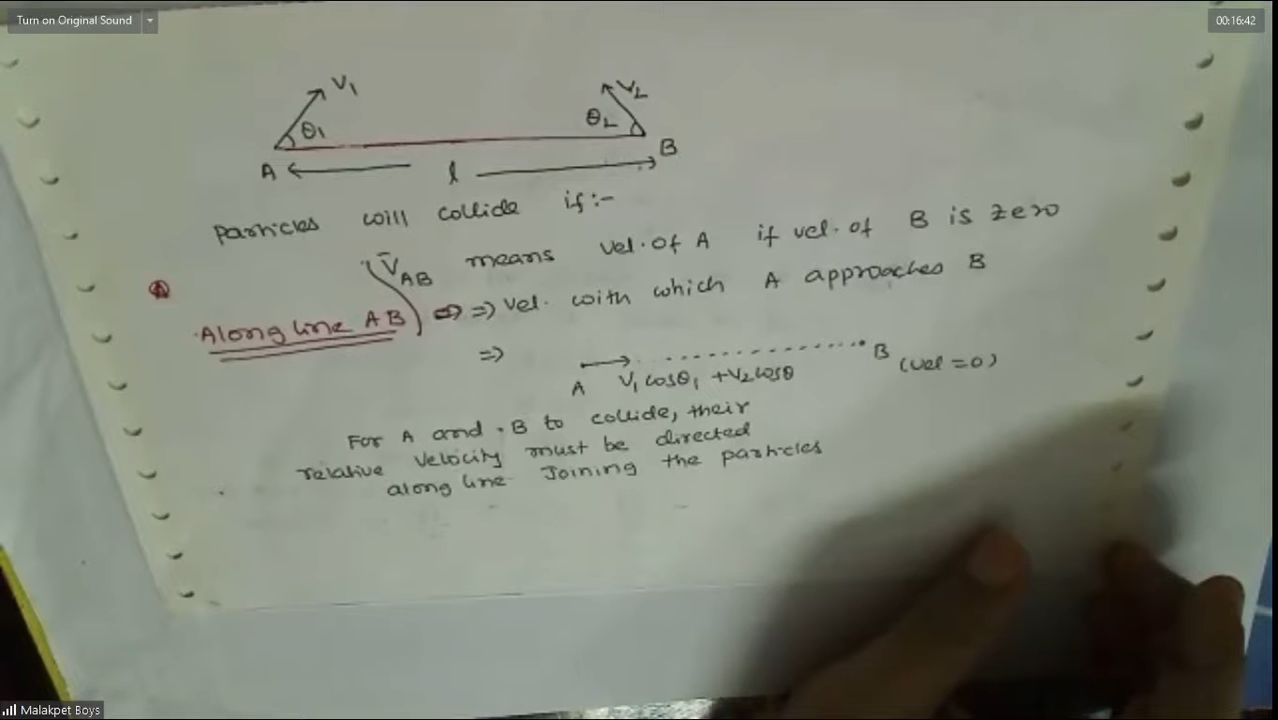 Turn on Original Sound
00:16:42
V1
V2
θ1
θ2
A
B
l
Particles will collide if:-
V̄AB means vel. of A if vel. of B is zero
Along line AB) ⇒ ⇒ vel. with which A approaches B
⇒
A V1 cosθ1 + V2 cosθ B (vel = 0)
For A and B to collide, their
relative velocity must be directed
along line Joining the particles
Malakpet Boys